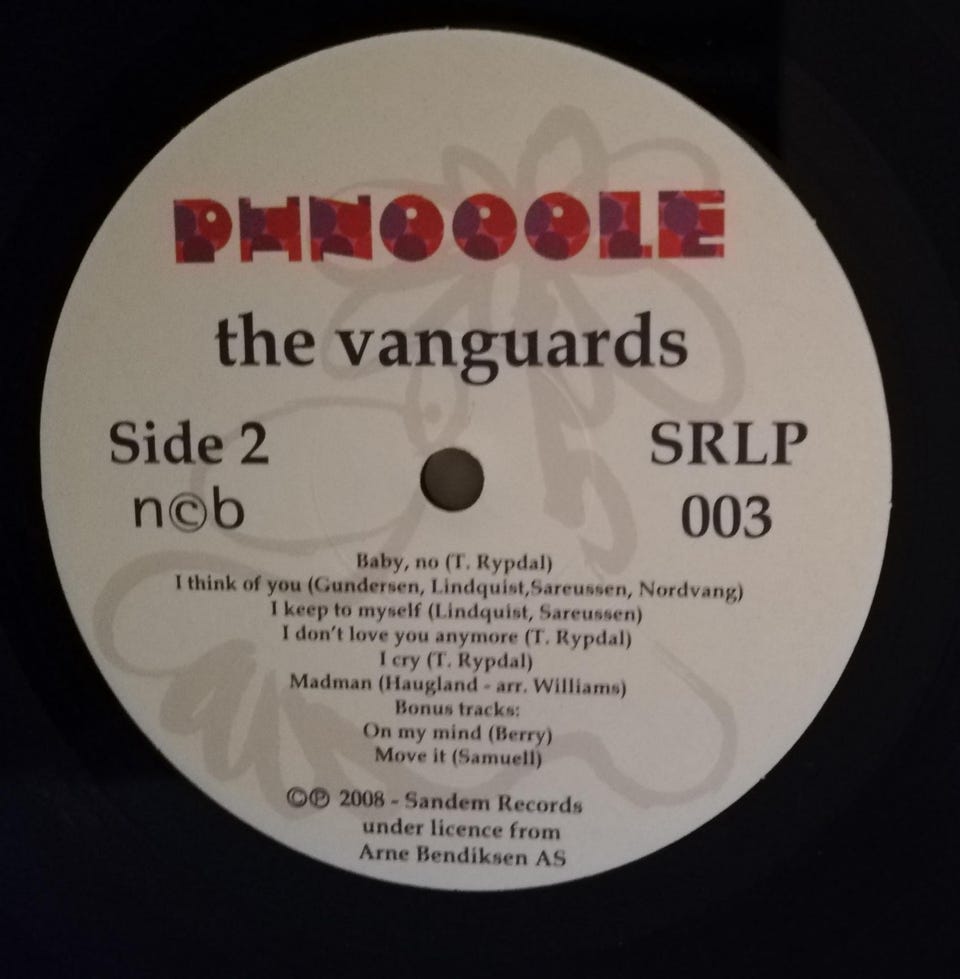 PHNOOOLE
the vanguards
Side 2
n©b
SRLP
003
Baby, no (T. Rypdal)
I think of you (Gundersen, Lindquist,Sareussen, Nordvang)
I keep to myself (Lindquist, Sareussen)
I don't love you anymore (T. Rypdal)
I cry (T. Rypdal)
Madman (Haugland - arr. Williams)
Bonus tracks:
On my mind (Berry)
Move it (Samuell)
©℗ 2008 - Sandem Records
under licence from
Arne Bendiksen AS